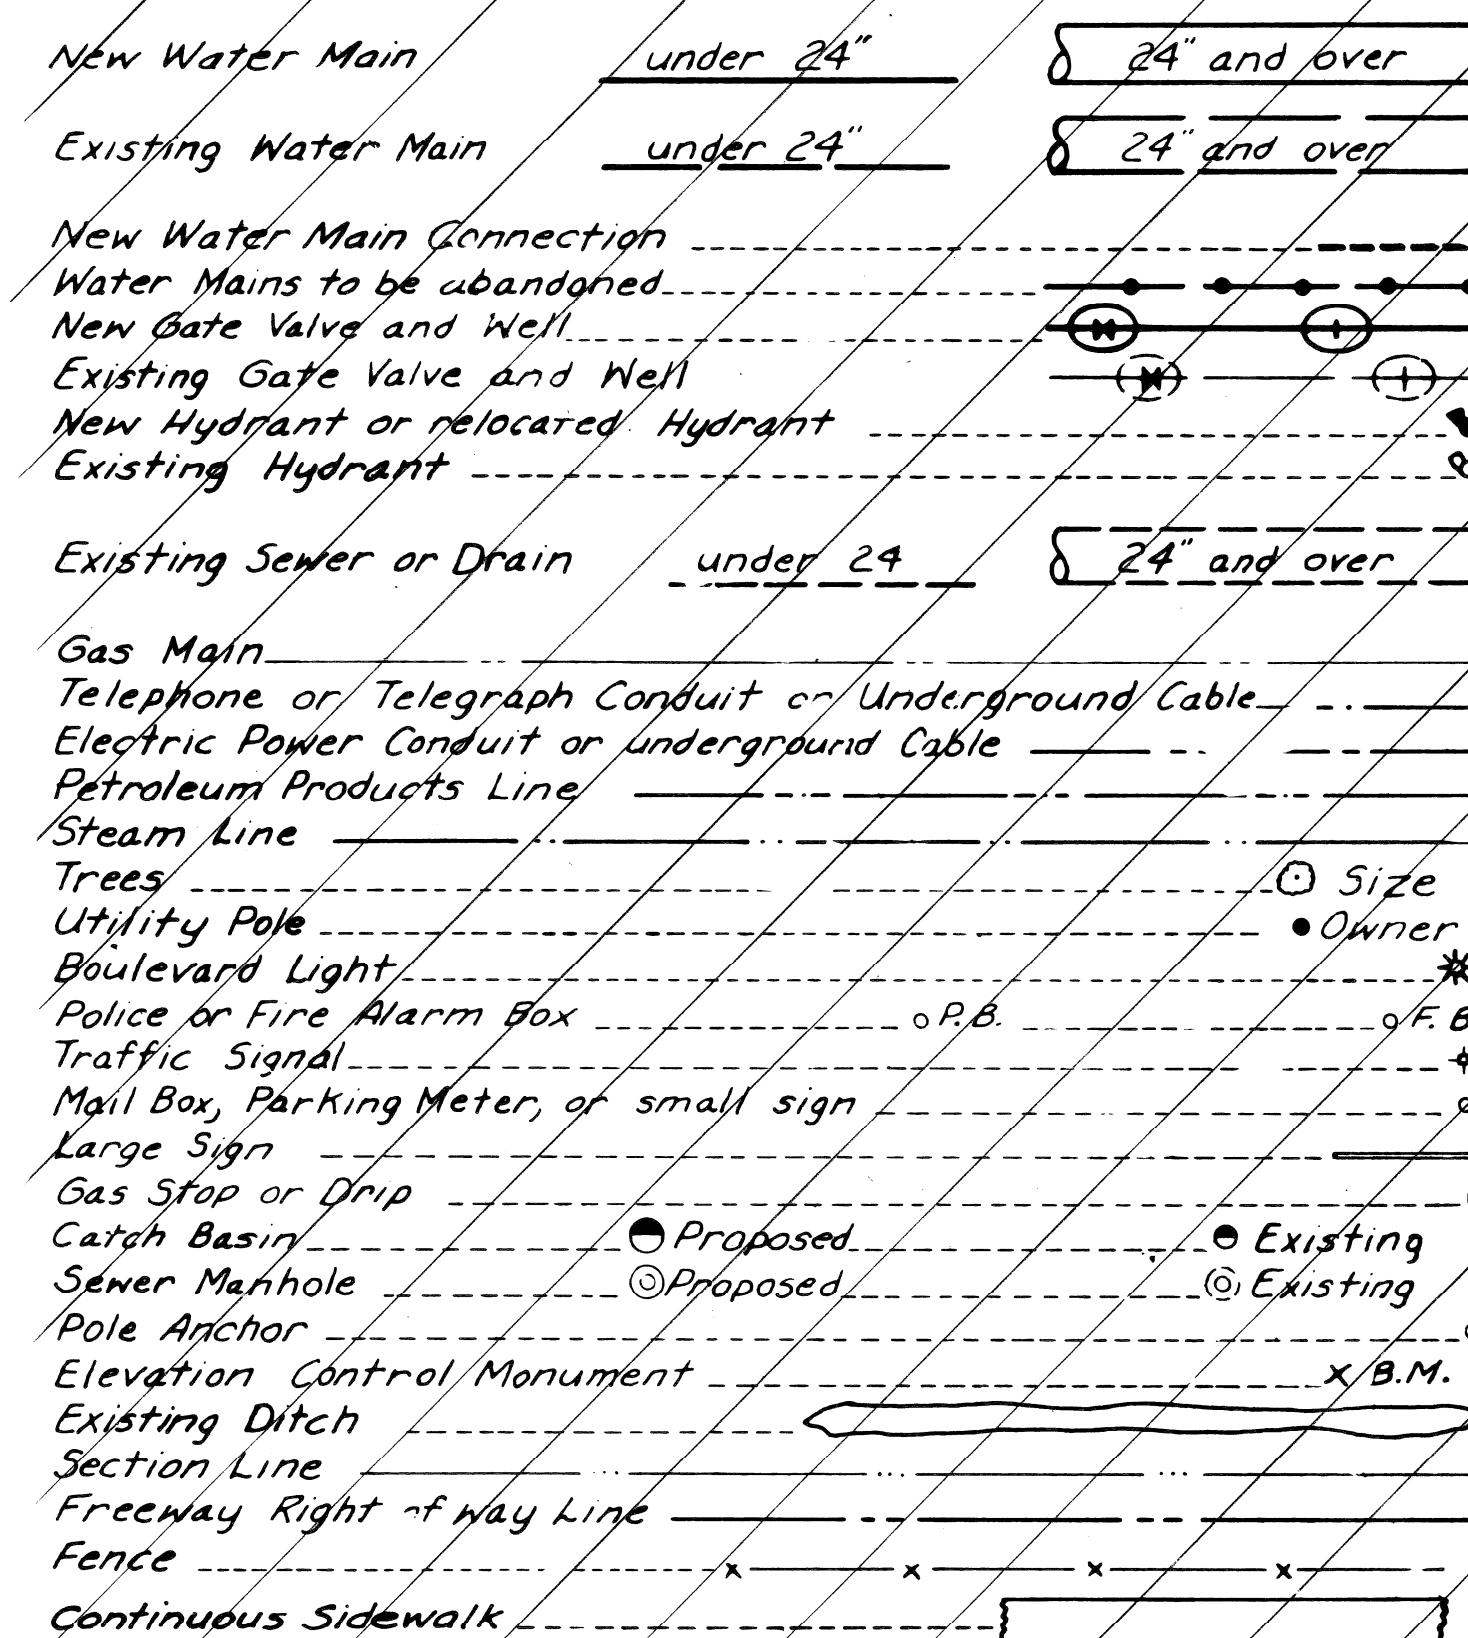 New Water Main under 24" 24" and over
Existing Water Main under 24" 24" and over
New Water Main Connection
Water Mains to be abandoned
New Gate Valve and Well
Existing Gate Valve and Well
New Hydrant or relocated Hydrant
Existing Hydrant
Existing Sewer or Drain under 24 24" and over
Gas Main
Telephone or Telegraph Conduit or Underground Cable
Electric Power Conduit or underground Cable
Petroleum Products Line
Steam Line
Trees Size
Utility Pole Owner
Boulevard Light
Police or Fire Alarm Box P.B. F. B
Traffic Signal
Mail Box, Parking Meter, or small sign
Large Sign
Gas Stop or Drip
Catch Basin Proposed Existing
Sewer Manhole Proposed Existing
Pole Anchor
Elevation Control Monument x B.M.
Existing Ditch
Section Line
Freeway Right of Way Line
Fence x x x x
Continuous Sidewalk